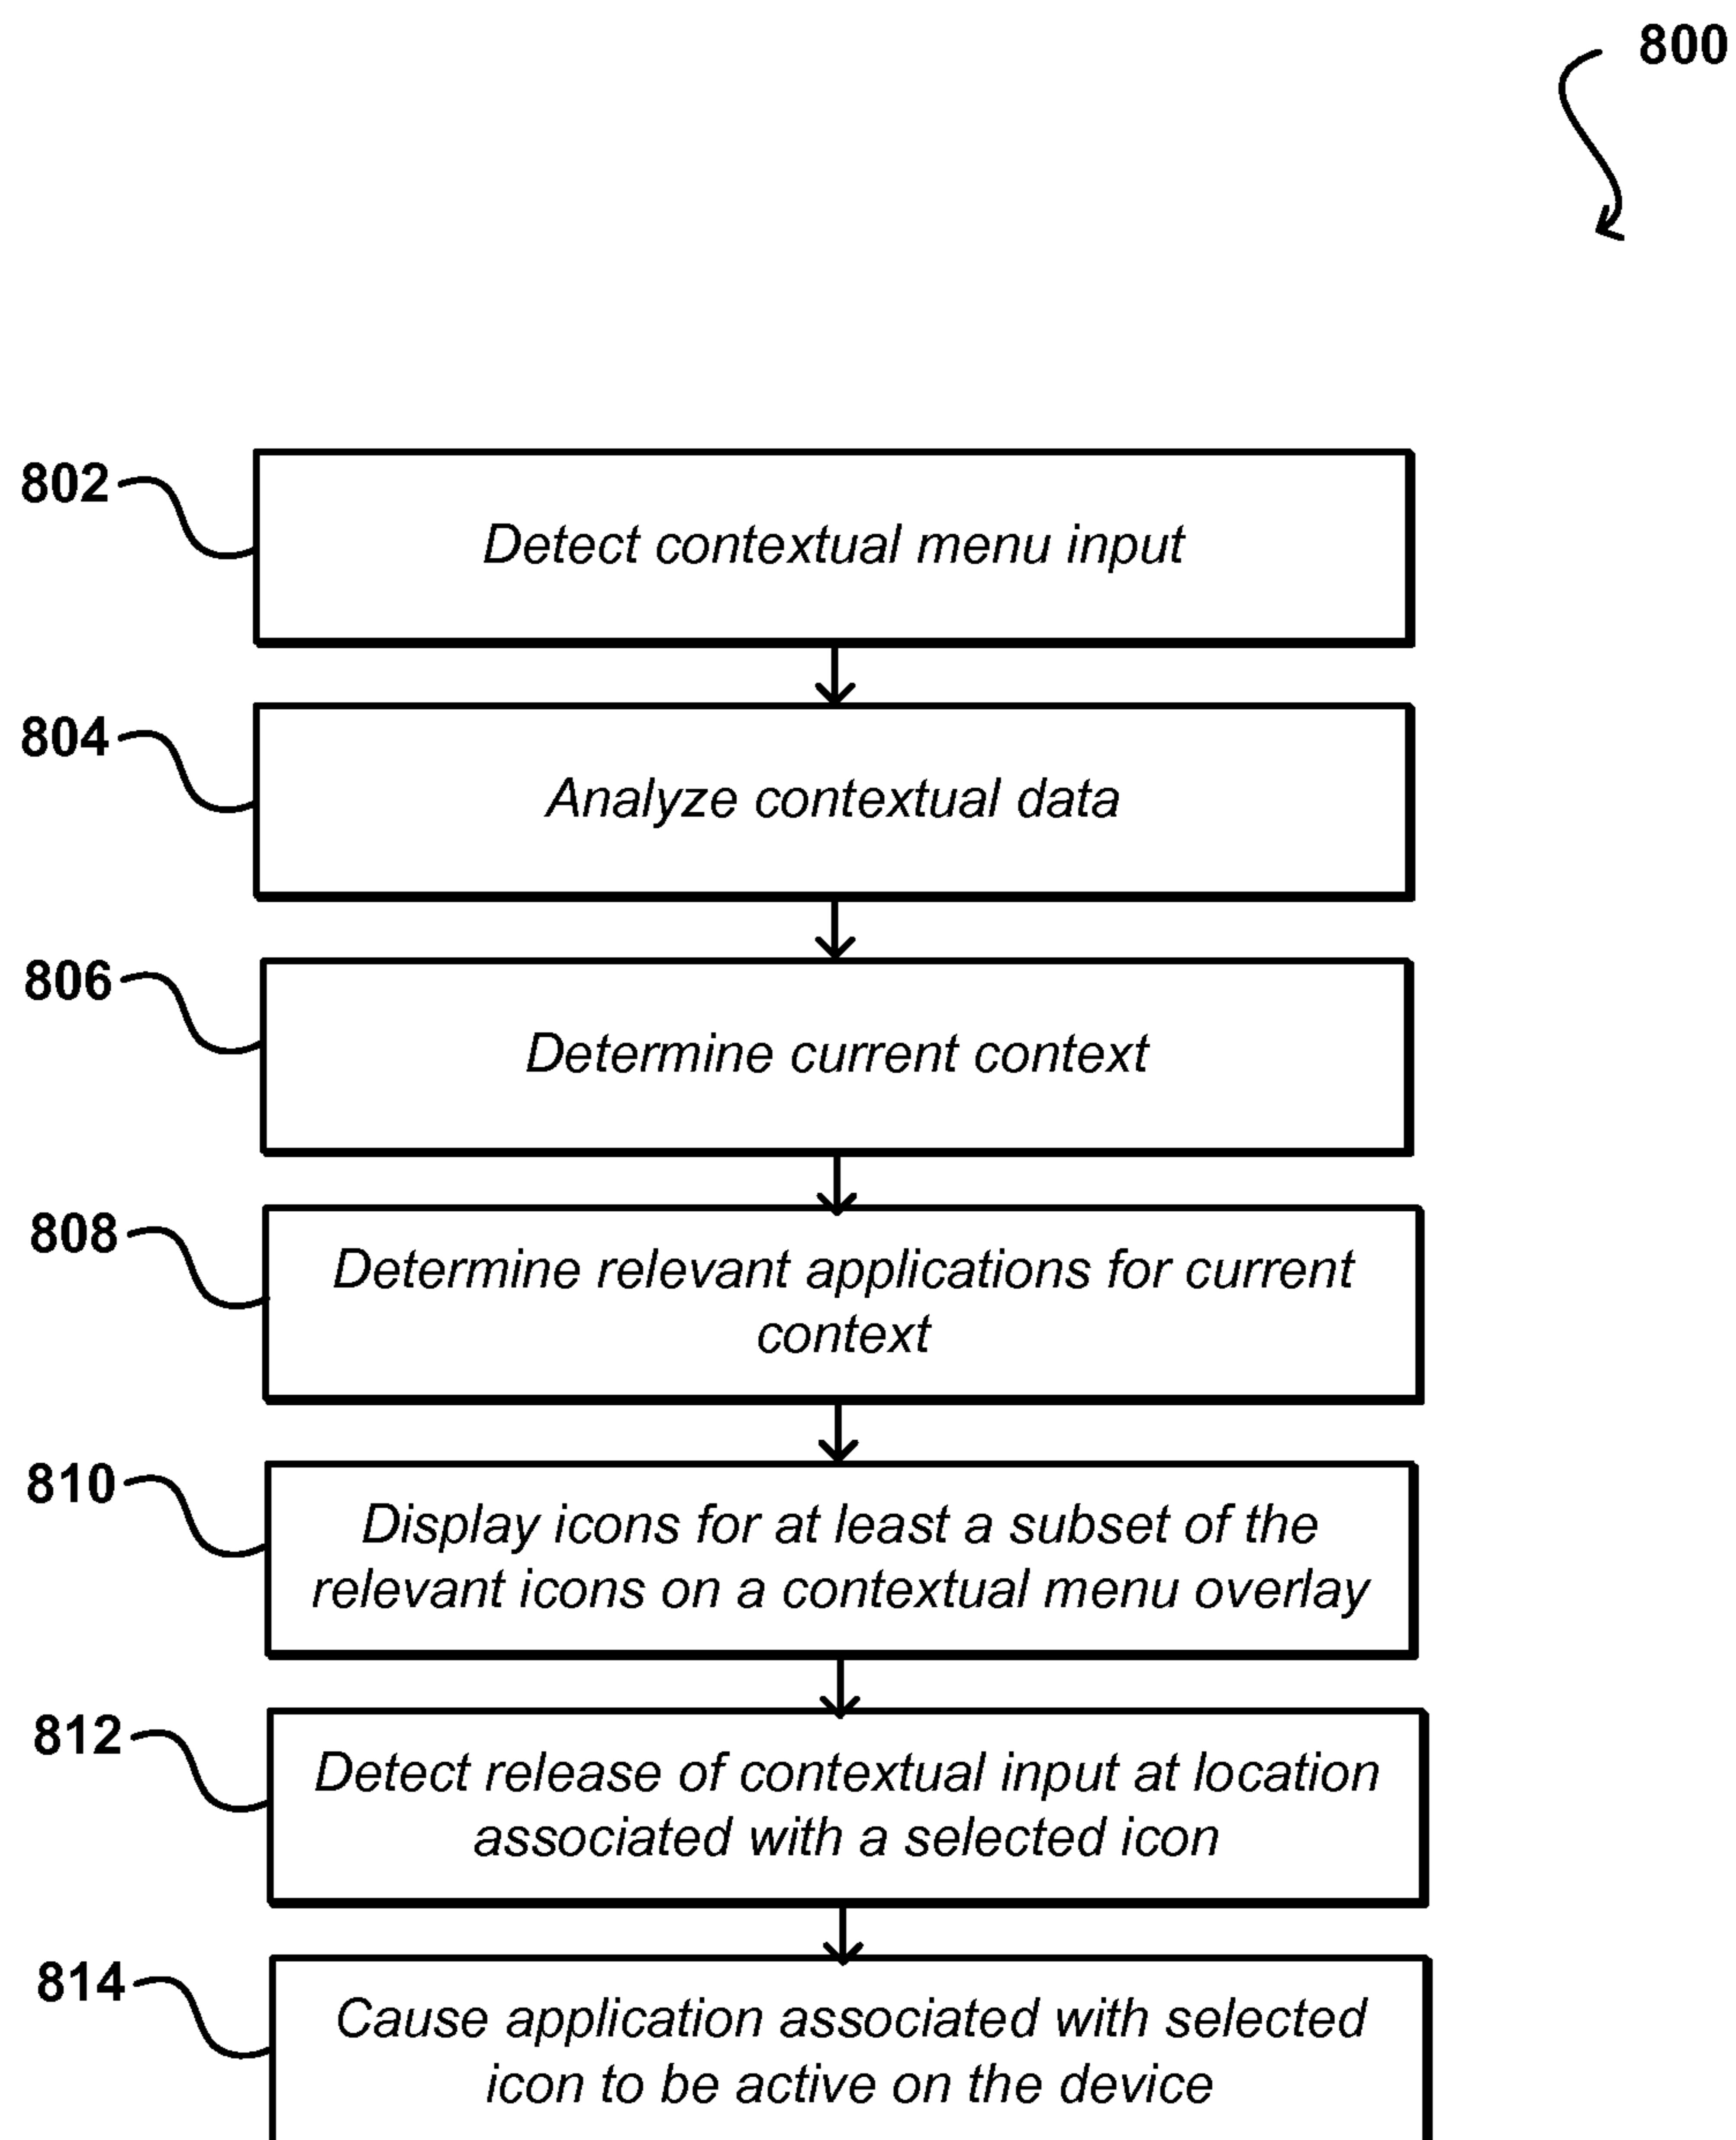 800
802
Detect contextual menu input
804
Analyze contextual data
806
Determine current context
808
Determine relevant applications for current
context
810
Display icons for at least a subset of the
relevant icons on a contextual menu overlay
812
Detect release of contextual input at location
associated with a selected icon
814
Cause application associated with selected
icon to be active on the device